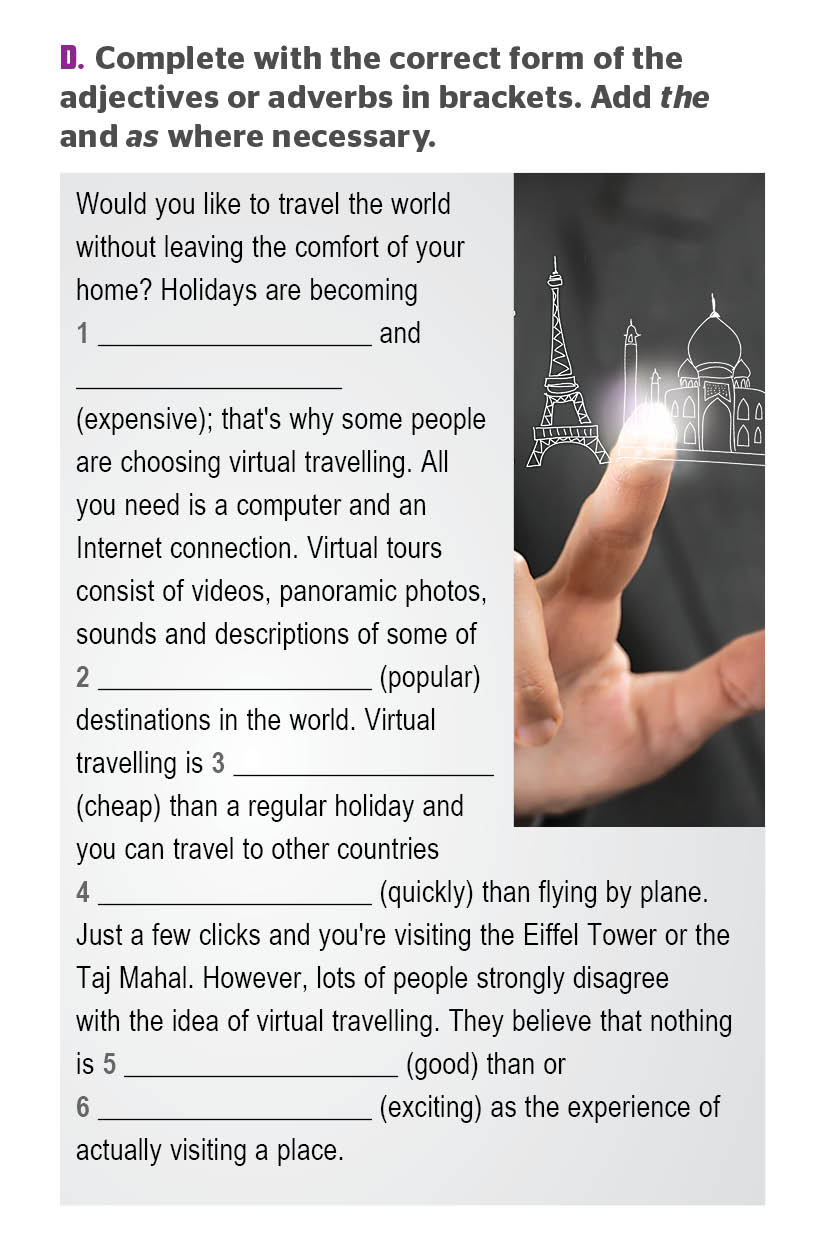 D. Complete with the correct form of the
adjectives or adverbs in brackets. Add the
and as where necessary.
Would you like to travel the world
without leaving the comfort of your
home? Holidays are becoming
1 ____________________ and
____________________
(expensive); that's why some people
are choosing virtual travelling. All
you need is a computer and an
Internet connection. Virtual tours
consist of videos, panoramic photos,
sounds and descriptions of some of
2 ____________________ (popular)
destinations in the world. Virtual
travelling is 3 ____________________
(cheap) than a regular holiday and
you can travel to other countries
4 ____________________ (quickly) than flying by plane.
Just a few clicks and you're visiting the Eiffel Tower or the
Taj Mahal. However, lots of people strongly disagree
with the idea of virtual travelling. They believe that nothing
is 5 ____________________ (good) than or
6 ____________________ (exciting) as the experience of
actually visiting a place.